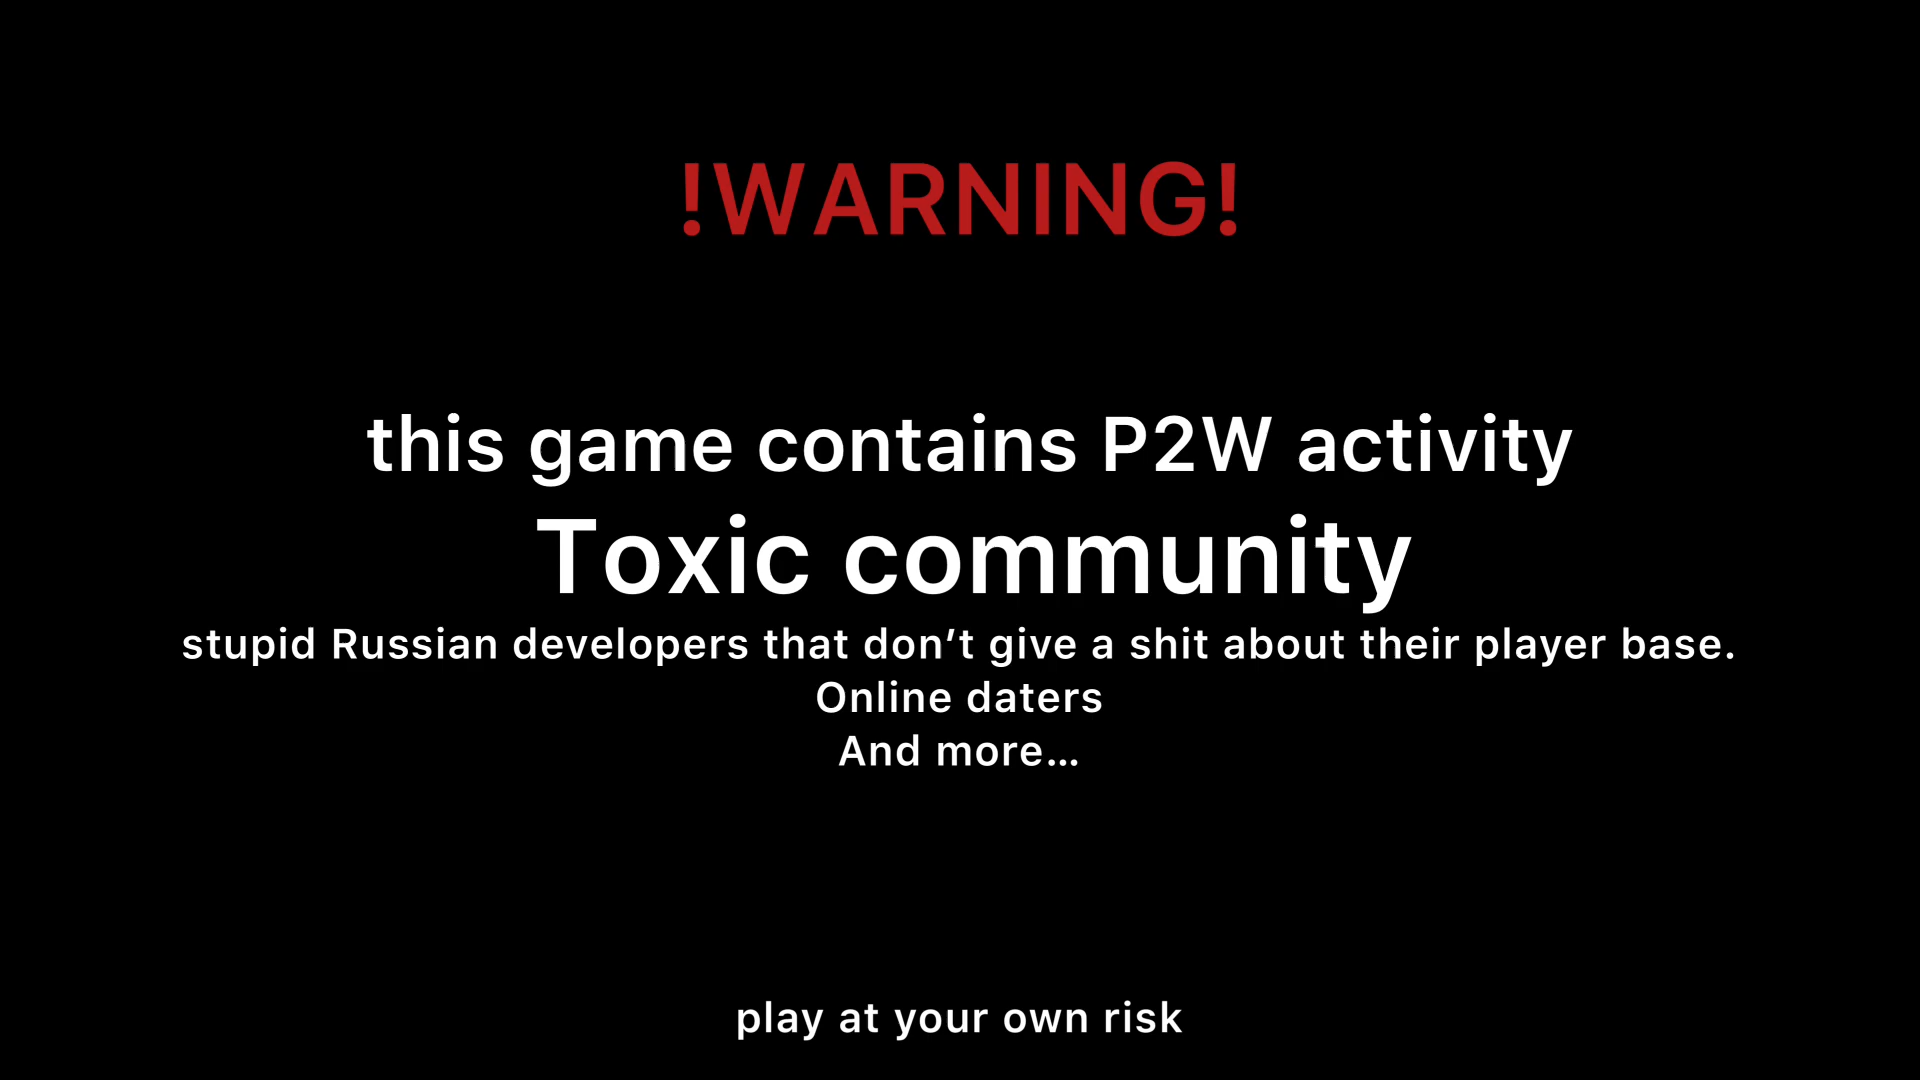 !WARNING!
this game contains P2W activity
Toxic community
stupid Russian developers that don’t give a shit about their player base.
Online daters
And more...
play at your own risk